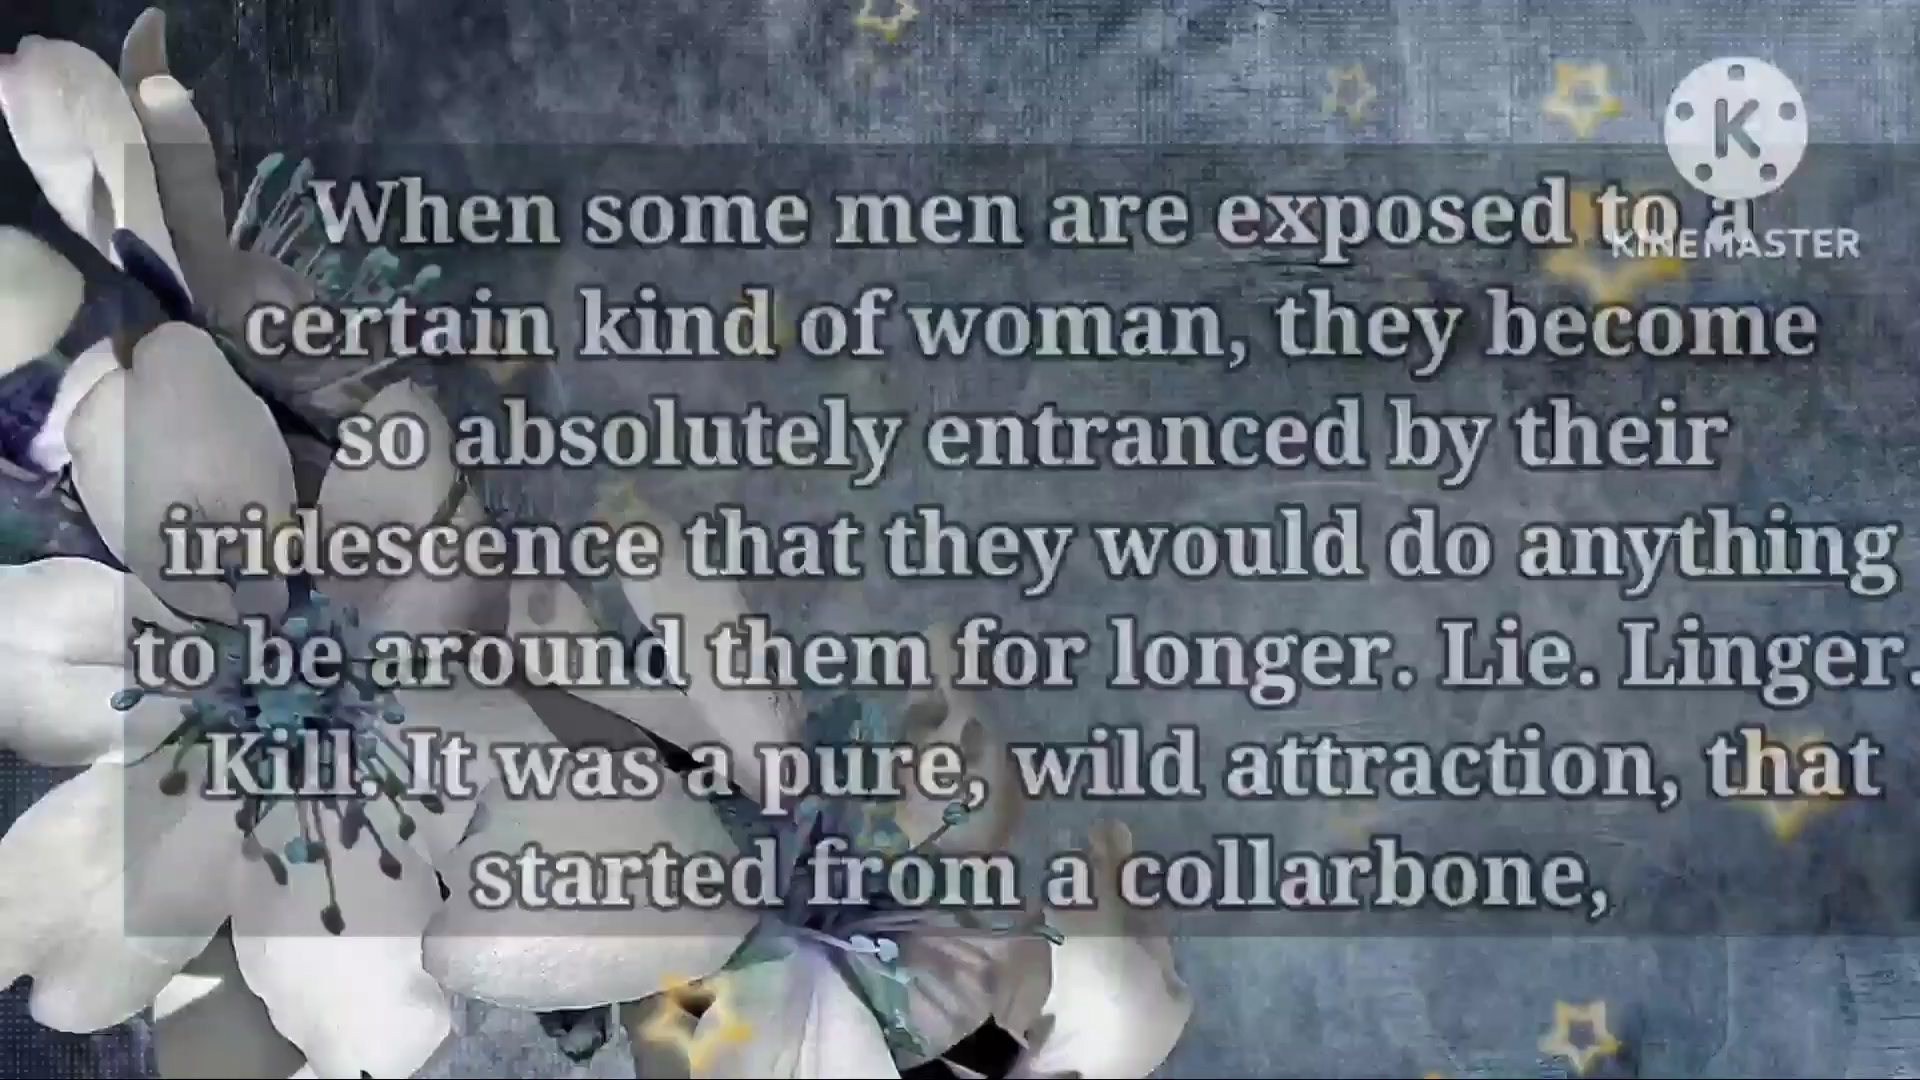 When some men are exposed to a
certain kind of woman, they become
so absolutely entranced by their
iridescence that they would do anything
to be around them for longer. Lie. Linger.
Kill. It was a pure, wild attraction, that
started from a collarbone,
K
KINEMASTER